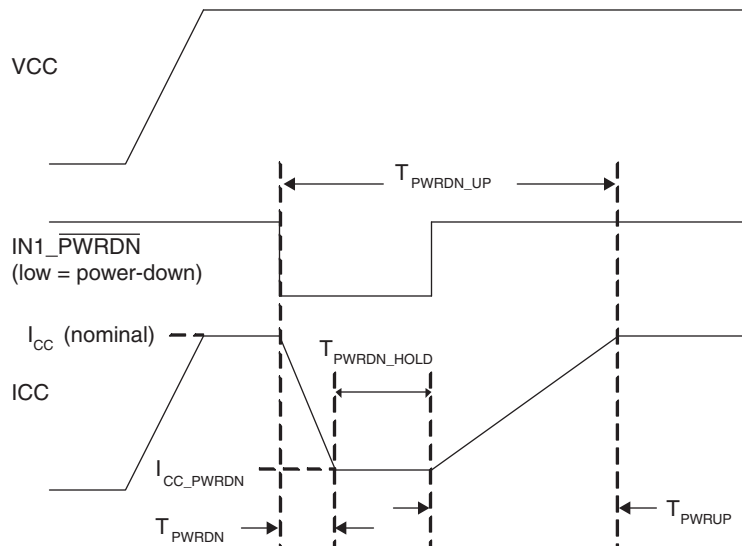 VCC
T_PWRDN_UP
IN1_PWRDN
(low = power-down)
I_CC (nominal)
T_PWRDN_HOLD
ICC
I_CC_PWRDN
T_PWRDN
T_PWRUP